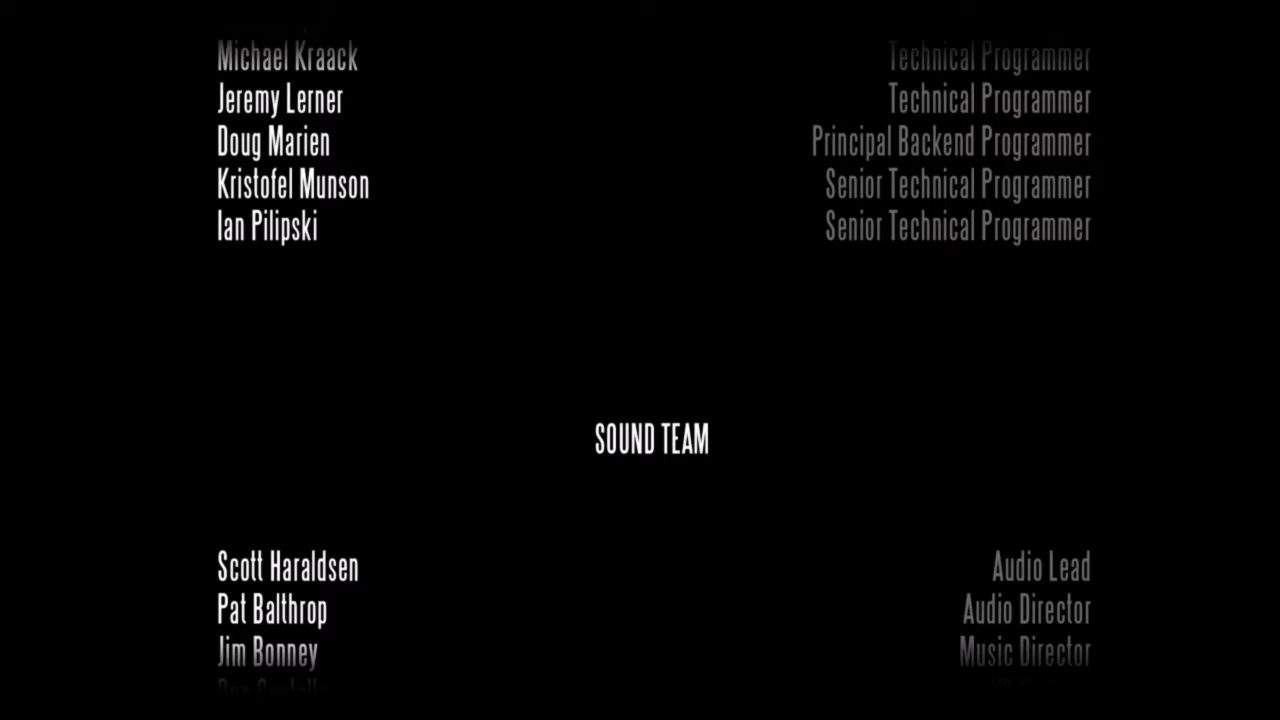 Michael Kraack Technical Programmer
Jeremy Lerner Technical Programmer
Doug Marien Principal Backend Programmer
Kristofel Munson Senior Technical Programmer
Ian Pilipski Senior Technical Programmer
SOUND TEAM
Scott Haraldsen Audio Lead
Pat Balthrop Audio Director
Jim Bonney Music Director